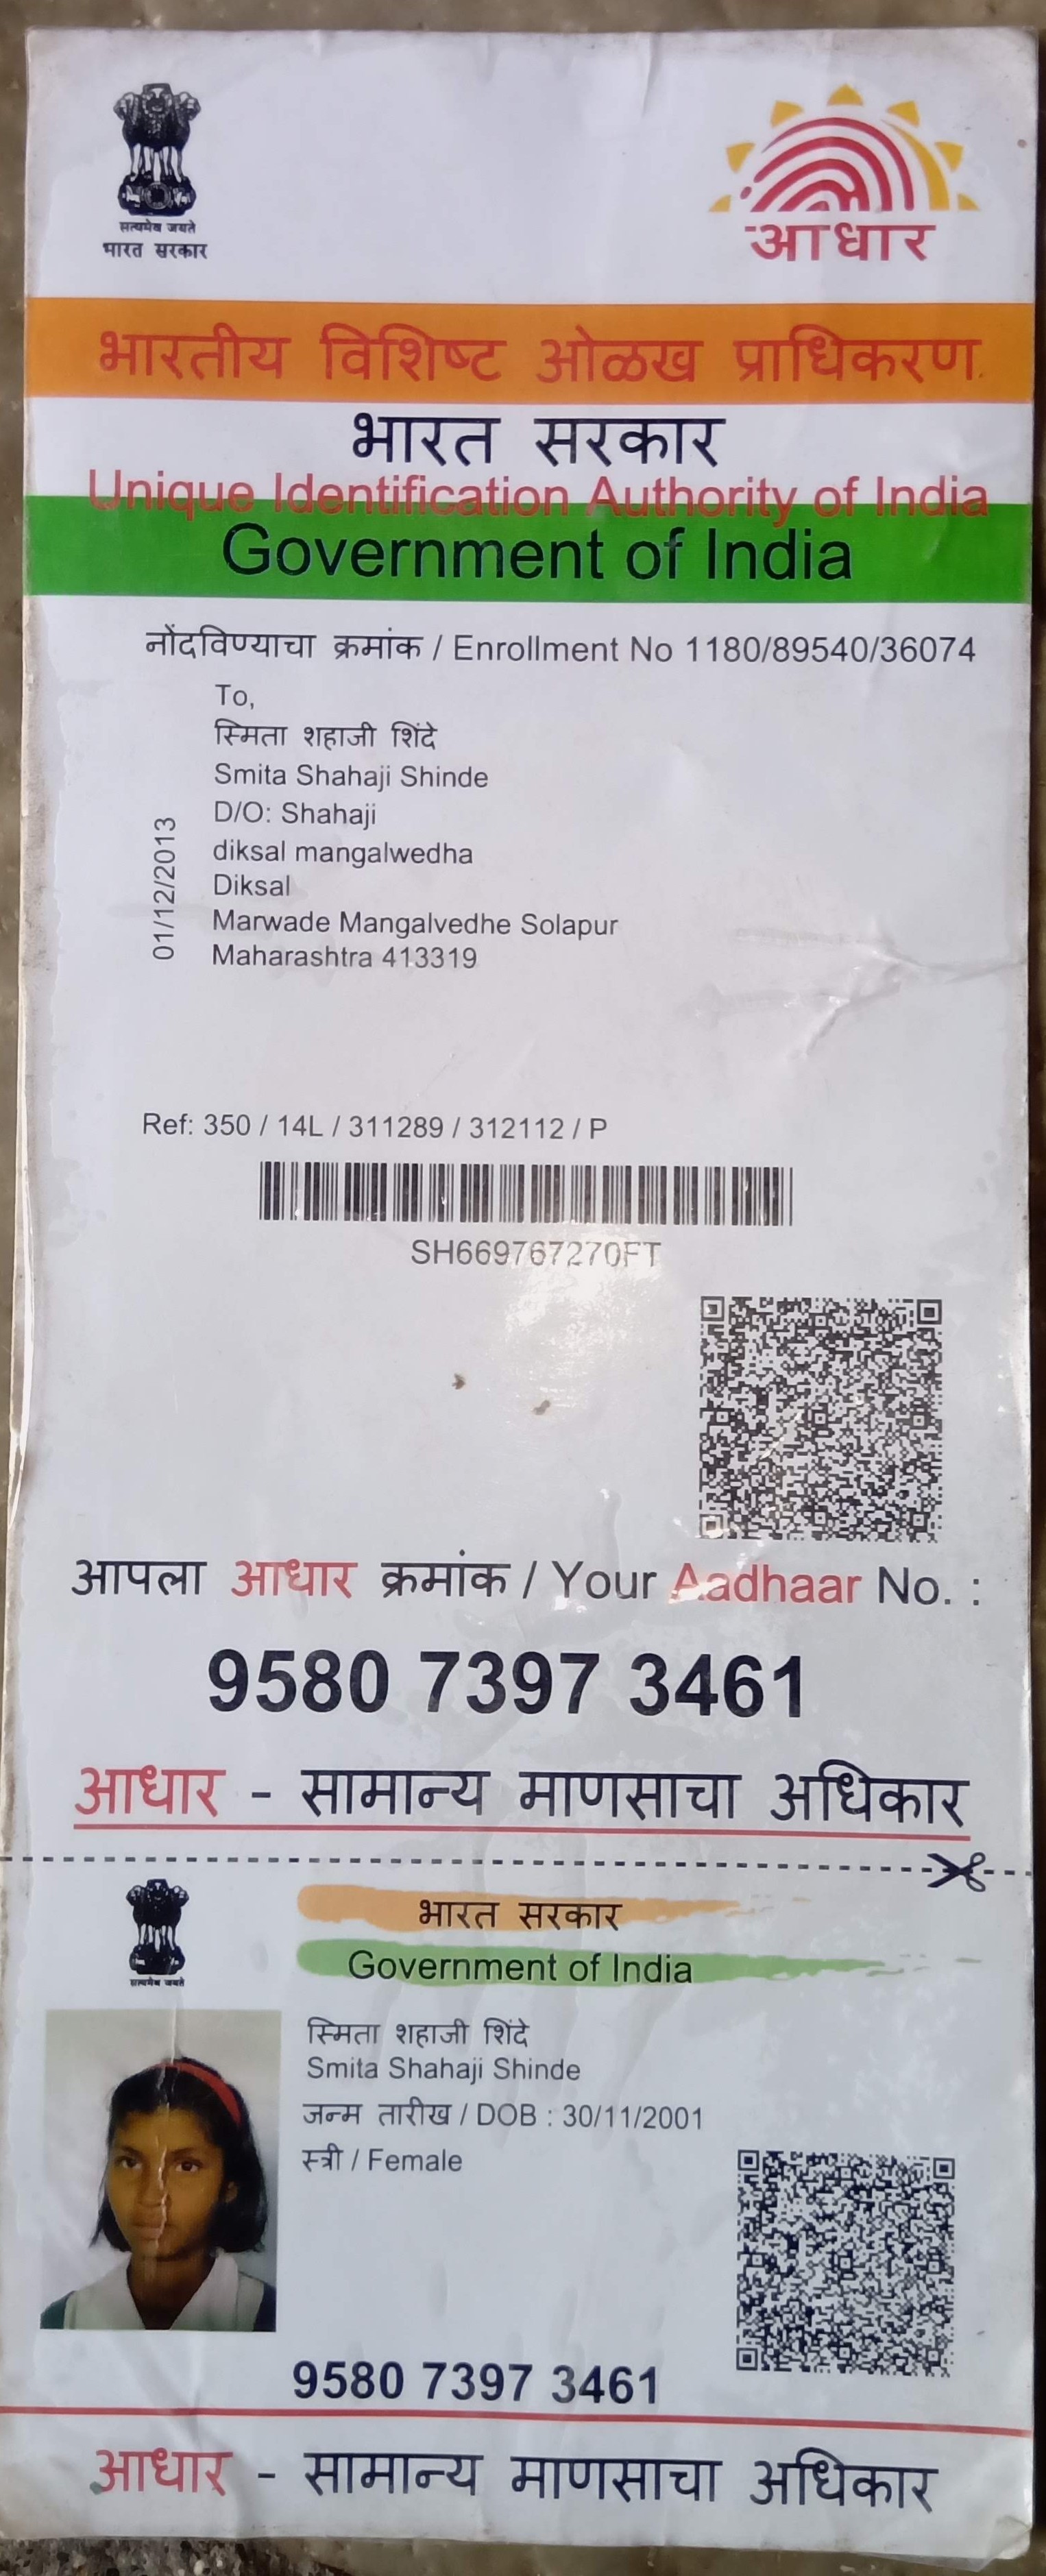 सत्यमेव जयते
भारत सरकार
आधार
भारतीय विशिष्ट ओळख प्राधिकरण
भारत सरकार
Unique Identification Authority of India
Government of India
नोंदविण्याचा क्रमांक / Enrollment No 1180/89540/36074
To,
स्मिता शहाजी शिंदे
Smita Shahaji Shinde
D/O: Shahaji
diksal mangalwedha
Diksal
Marwade Mangalvedhe Solapur
Maharashtra 413319
01/12/2013
Ref: 350 / 14L / 311289 / 312112 / P
SH669767270FT
आपला आधार क्रमांक / Your Aadhaar No. :
9580 7397 3461
आधार - सामान्य माणसाचा अधिकार
सत्यमेव जयते
भारत सरकार
Government of India
स्मिता शहाजी शिंदे
Smita Shahaji Shinde
जन्म तारीख / DOB : 30/11/2001
स्त्री / Female
9580 7397 3461
आधार - सामान्य माणसाचा अधिकार